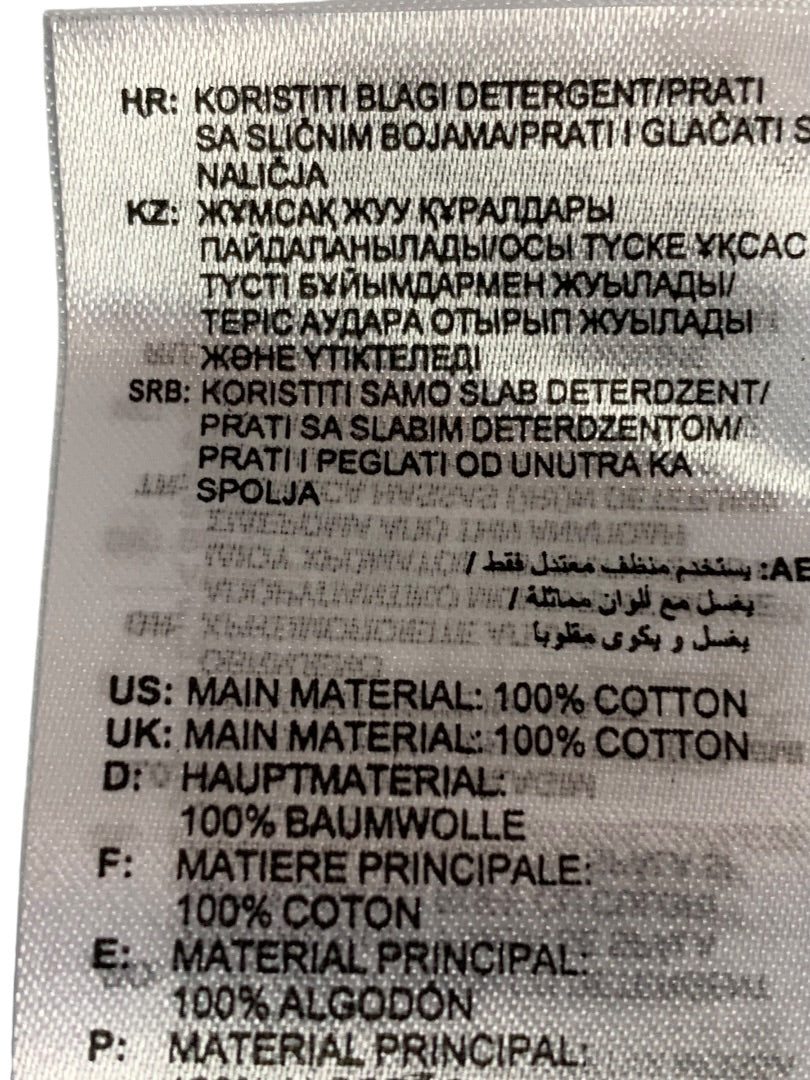 HR: KORISTITI BLAGI DETERGENT/PRATI
SA SLIČNIM BOJAMA/PRATI I GLAČATI S
NALIČJA
KZ: ЖҰМСАҚ ЖУУ ҚҰРАЛДАРЫ
ПАЙДАЛАНЫЛАДЫ/ОСЫ ТҮСКЕ ҰҚСАС
ТҮСТІ БҰЙЫМДАРМЕН ЖУЫЛАДЫ/
ТЕРІС АУДАРА ОТЫРЫП ЖУЫЛАДЫ
ЖӘНЕ ҮТІКТЕЛЕДІ
SRB: KORISTITI SAMO SLAB DETERDZENT/
PRATI SA SLABIM DETERDZENTOM/
PRATI I PEGLATI OD UNUTRA KA
SPOLJA
AE: يستخدم منظف معتدل فقط /
يغسل مع ألوان مماثلة /
يغسل و يكوى مقلوبا
US: MAIN MATERIAL: 100% COTTON
UK: MAIN MATERIAL: 100% COTTON
D: HAUPTMATERIAL:
100% BAUMWOLLE
F: MATIERE PRINCIPALE:
100% COTON
E: MATERIAL PRINCIPAL:
100% ALGODÓN
P: MATERIAL PRINCIPAL: